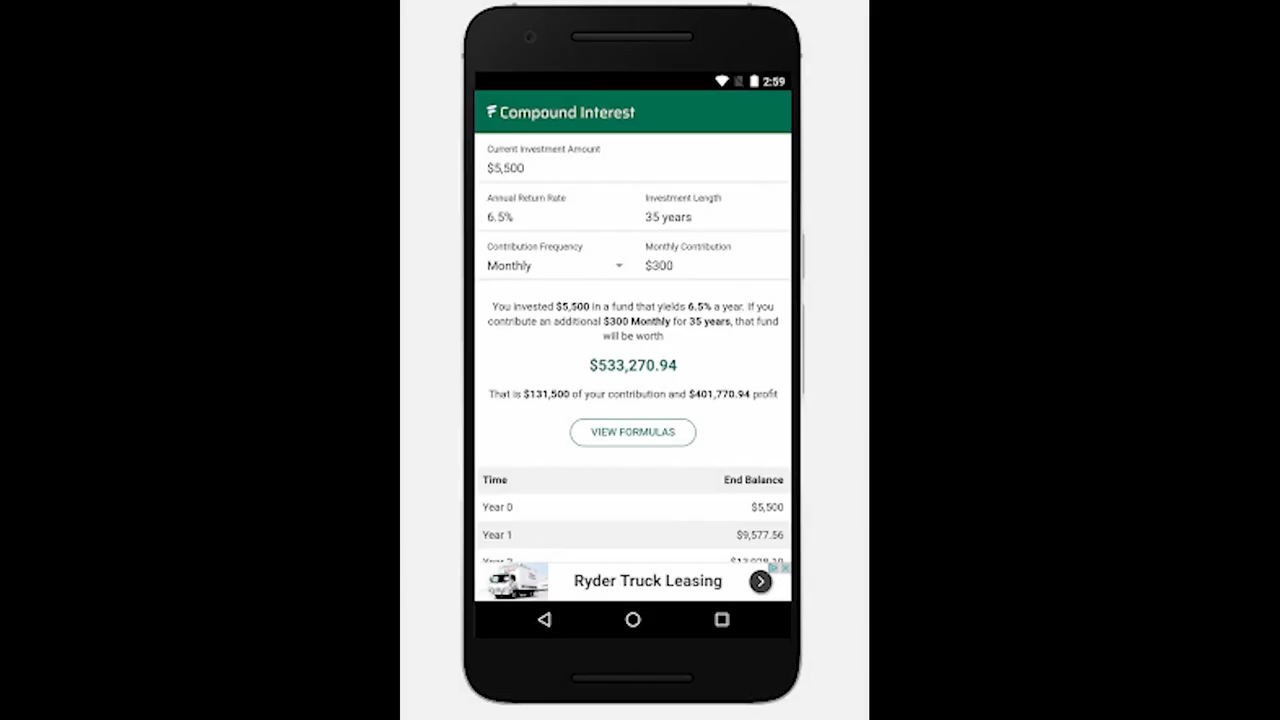 2:59
Compound Interest
Current Investment Amount
$5,500
Annual Return Rate
Investment Length
6.5%
35 years
Contribution Frequency
Monthly Contribution
Monthly
$300
You invested $5,500 in a fund that yields 6.5% a year. If you
contribute an additional $300 Monthly for 35 years, that fund
will be worth
$533,270.94
That is $131,500 of your contribution and $401,770.94 profit
VIEW FORMULAS
Time
End Balance
Year 0
$5,500
Year 1
$9,577.56
Ryder Truck Leasing